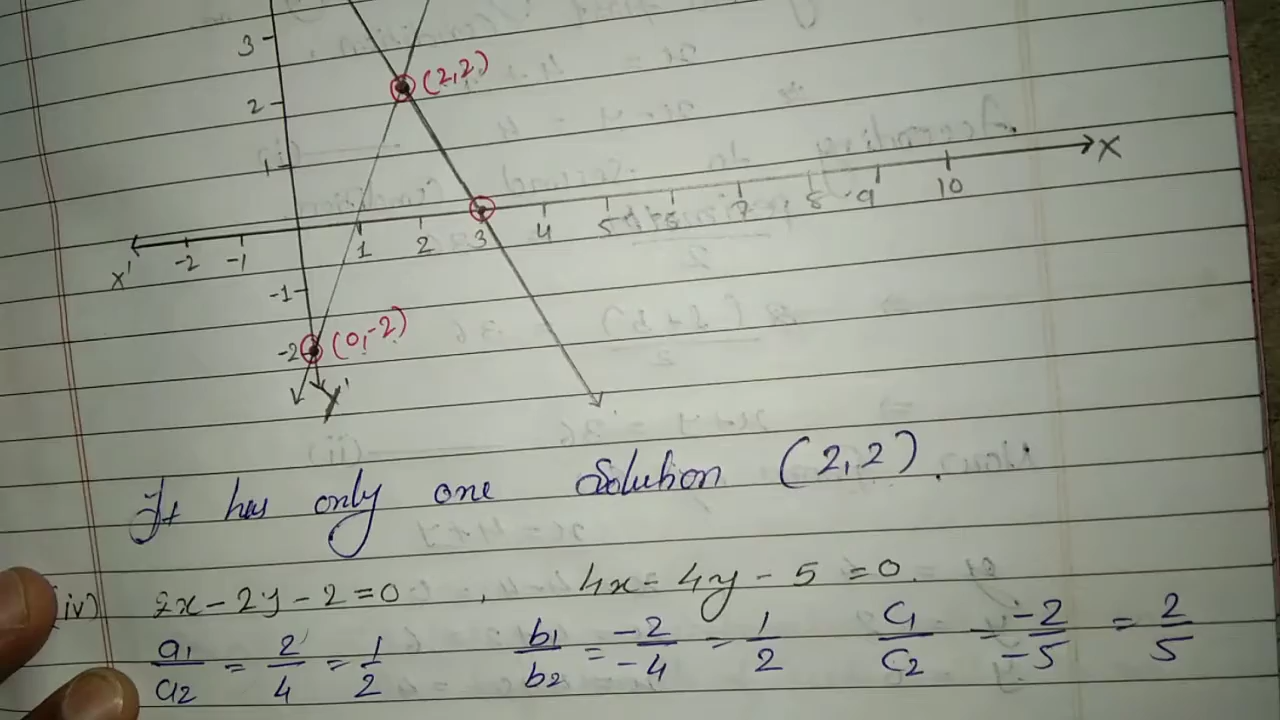 3
(2,2)
2
1
X
X' -2 -1 1 2 3 4 5 6 7 8 9 10
-1
-2 (0,-2)
Y'
It has only one solution (2,2).
(iv) 2x-2y-2=0 , 4x-4y-5=0.
a1/a2 = 2/4 = 1/2 b1/b2 = -2/-4 = 1/2 c1/c2 = -2/-5 = 2/5